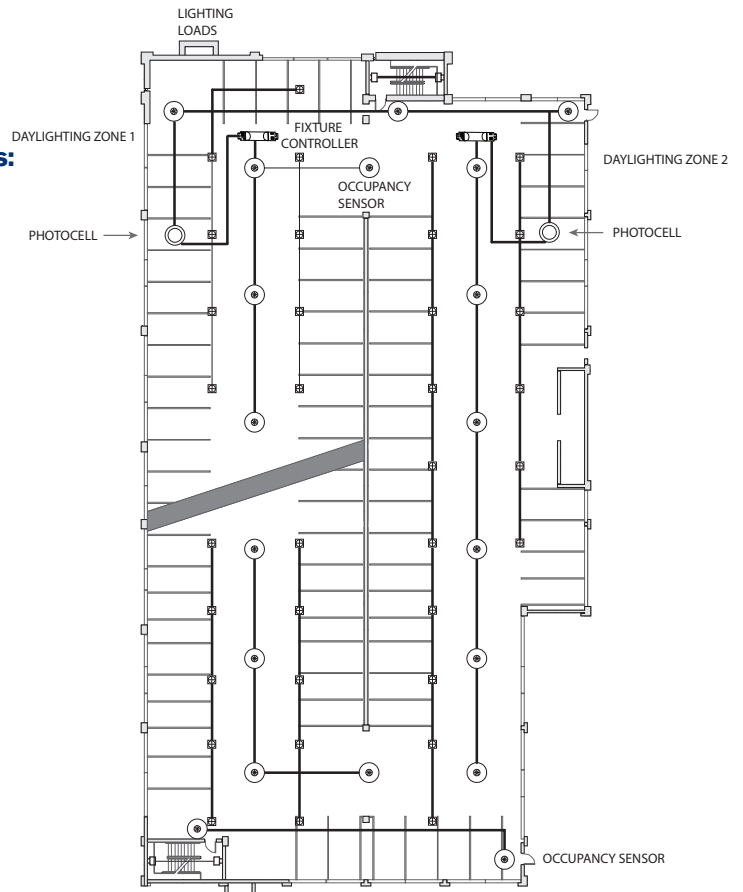 LIGHTING
LOADS
DAYLIGHTING ZONE 1
s:
FIXTURE
CONTROLLER
OCCUPANCY
SENSOR
DAYLIGHTING ZONE 2
PHOTOCELL
PHOTOCELL
OCCUPANCY SENSOR